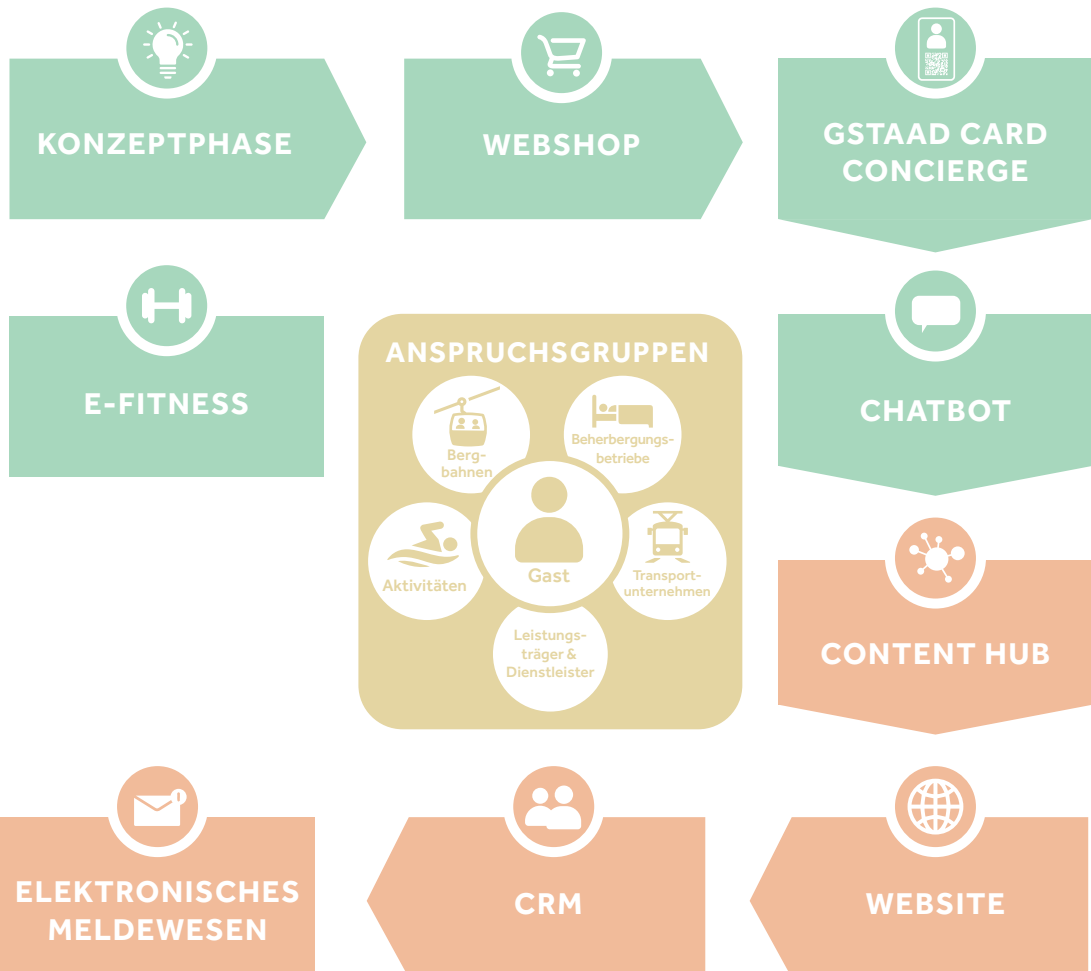 KONZEPTPHASE
WEBSHOP
GSTAAD CARD
CONCIERGE
E-FITNESS
ANSPRUCHSGRUPPEN
Berg-
bahnen
Beherbergungs-
betriebe
Aktivitäten
Gast
Transport-
unternehmen
Leistungs-
träger &
Dienstleister
CHATBOT
CONTENT HUB
ELEKTRONISCHES
MELDEWESEN
CRM
WEBSITE